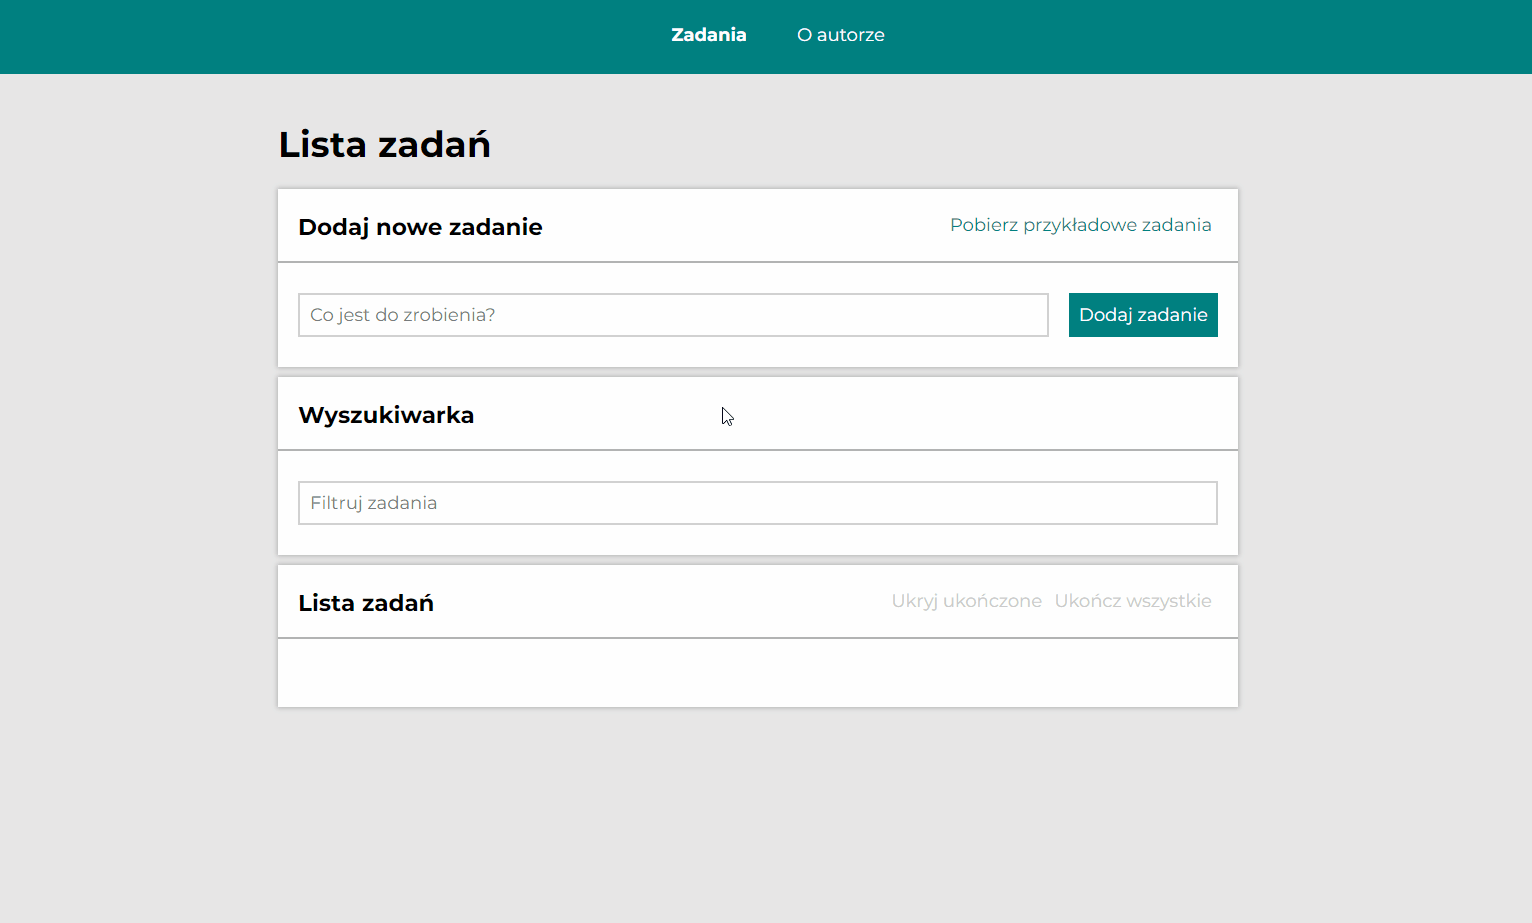 Zadania O autorze
Lista zadań
Dodaj nowe zadanie Pobierz przykładowe zadania
Co jest do zrobienia? Dodaj zadanie
Wyszukiwarka
Filtruj zadania
Lista zadań Ukryj ukończone Ukończ wszystkie